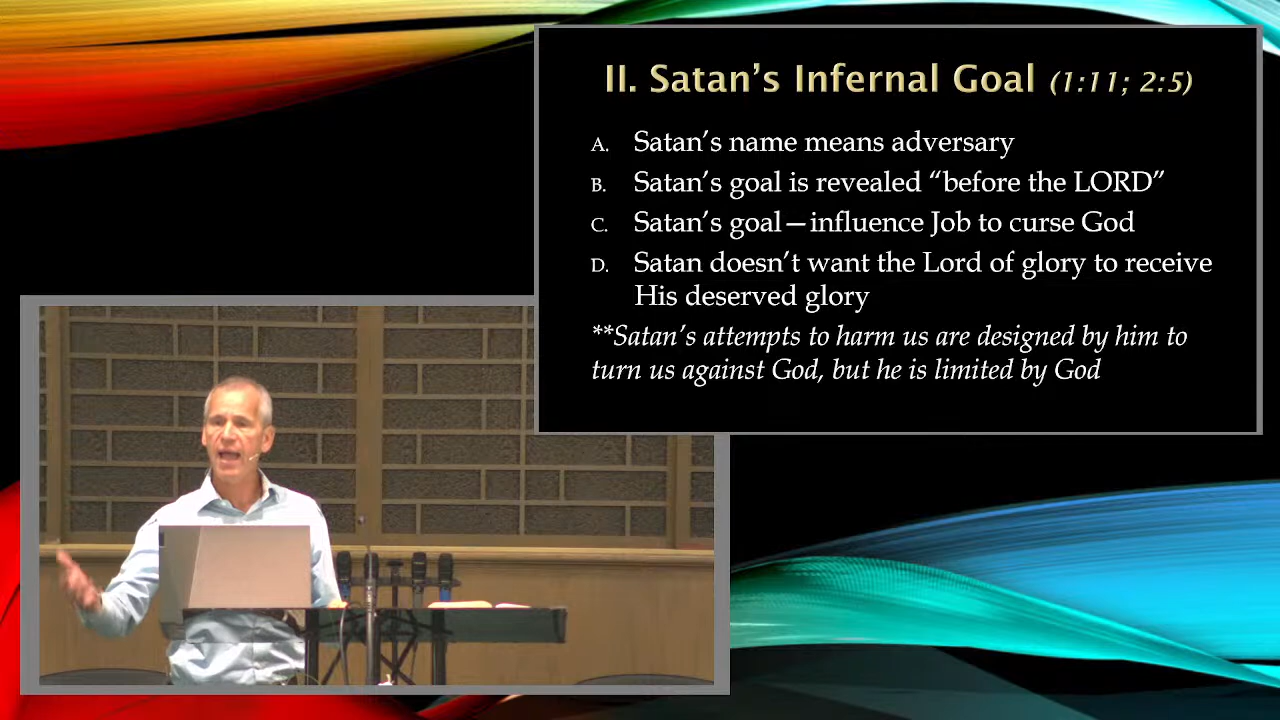 II. Satan’s Infernal Goal (1:11; 2:5)
A. Satan’s name means adversary
B. Satan’s goal is revealed “before the LORD”
C. Satan’s goal—influence Job to curse God
D. Satan doesn’t want the Lord of glory to receive
His deserved glory
**Satan’s attempts to harm us are designed by him to
turn us against God, but he is limited by God